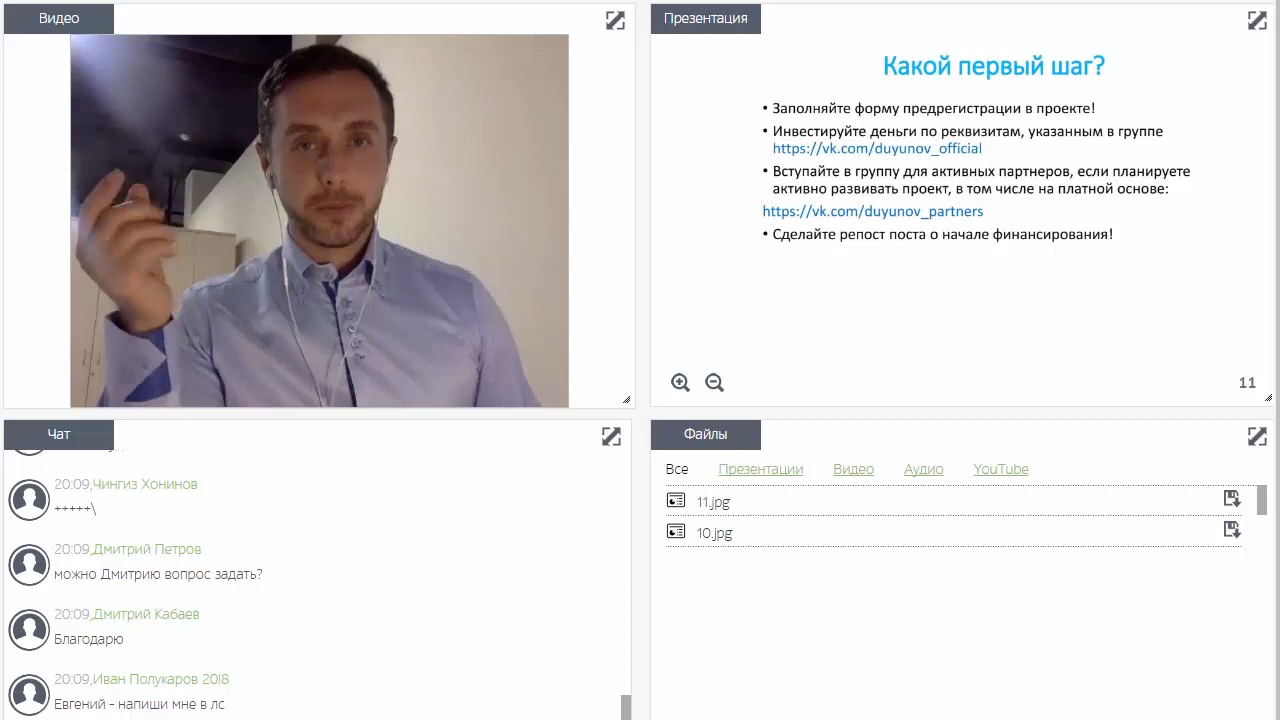 Видео
Презентация
Какой первый шаг?
• Заполняйте форму предрегистрации в проекте!
• Инвестируйте деньги по реквизитам, указанным в группе
https://vk.com/duyunov_official
• Вступайте в группу для активных партнеров, если планируете
активно развивать проект, в том числе на платной основе:
https://vk.com/duyunov_partners
• Сделайте репост поста о начале финансирования!
11
Чат
20:09,Чингиз Хонинов
+++++\
20:09,Дмитрий Петров
можно Дмитрию вопрос задать?
20:09,Дмитрий Кабаев
Благодарю
20:09,Иван Полукаров 2018
Евгений - напиши мне в лс
Файлы
Все Презентации Видео Аудио YouTube
11.jpg
10.jpg